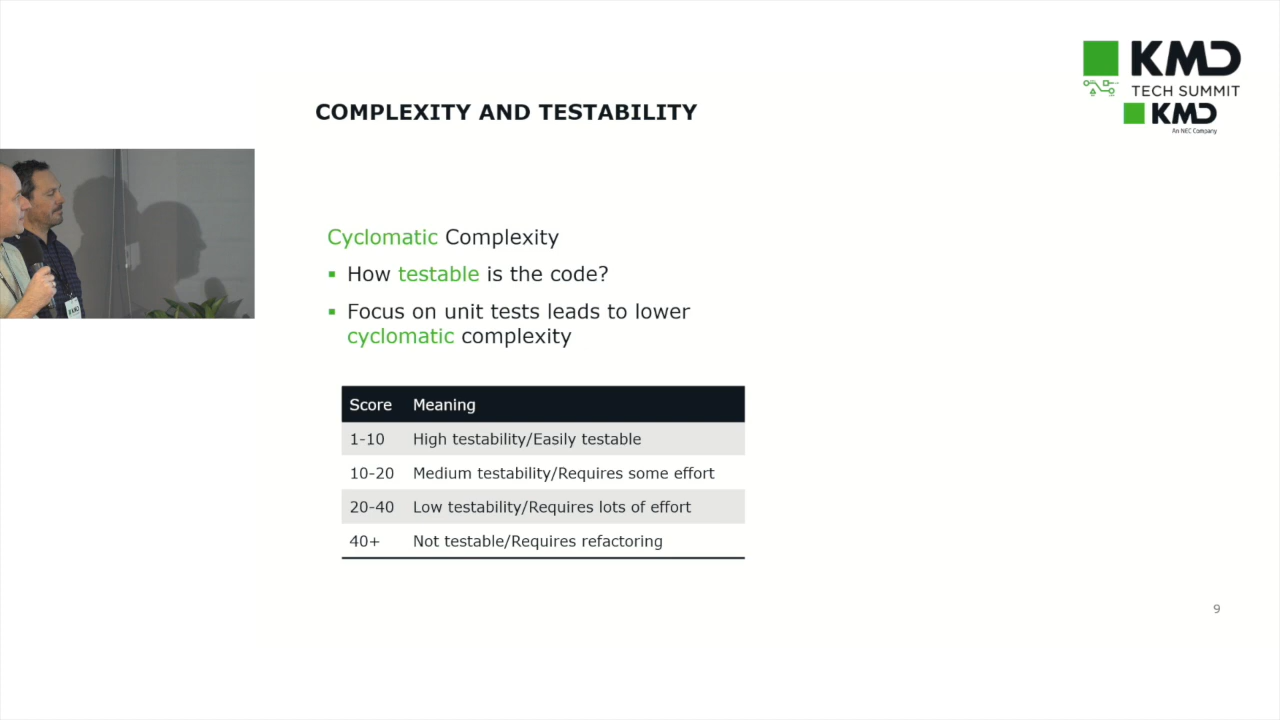 KMD
TECH SUMMIT
KMD
An NEC Company
COMPLEXITY AND TESTABILITY
Cyclomatic Complexity
▪ How testable is the code?
▪ Focus on unit tests leads to lower
cyclomatic complexity
Score Meaning
1-10 High testability/Easily testable
10-20 Medium testability/Requires some effort
20-40 Low testability/Requires lots of effort
40+ Not testable/Requires refactoring
9